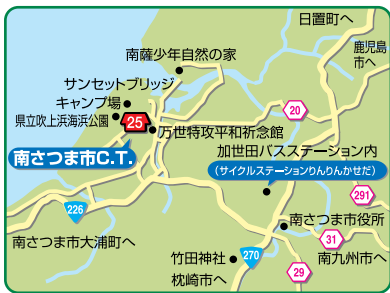 日置町へ
南薩少年自然の家
鹿児島
市へ
サンセットブリッジ
キャンプ場
県立吹上浜海浜公園
25
20
万世特攻平和祈念館
加世田バスステーション内
(サイクルステーションりんりんかせだ)
南さつま市C.T.
291
226
南さつま市役所
南さつま市大浦町へ
31
竹田神社
270
南九州市へ
枕崎市へ
29